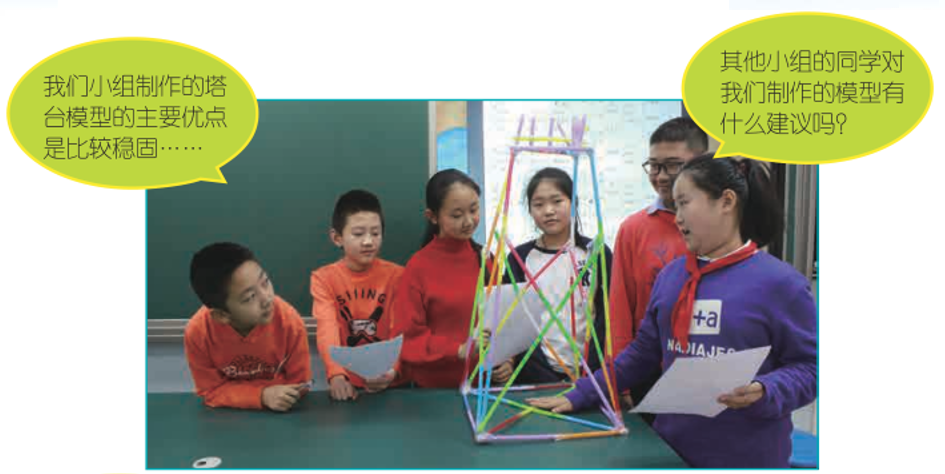 我们小组制作的塔
台模型的主要优点
是比较稳固……
其他小组的同学对
我们制作的模型有
什么建议吗？
+a